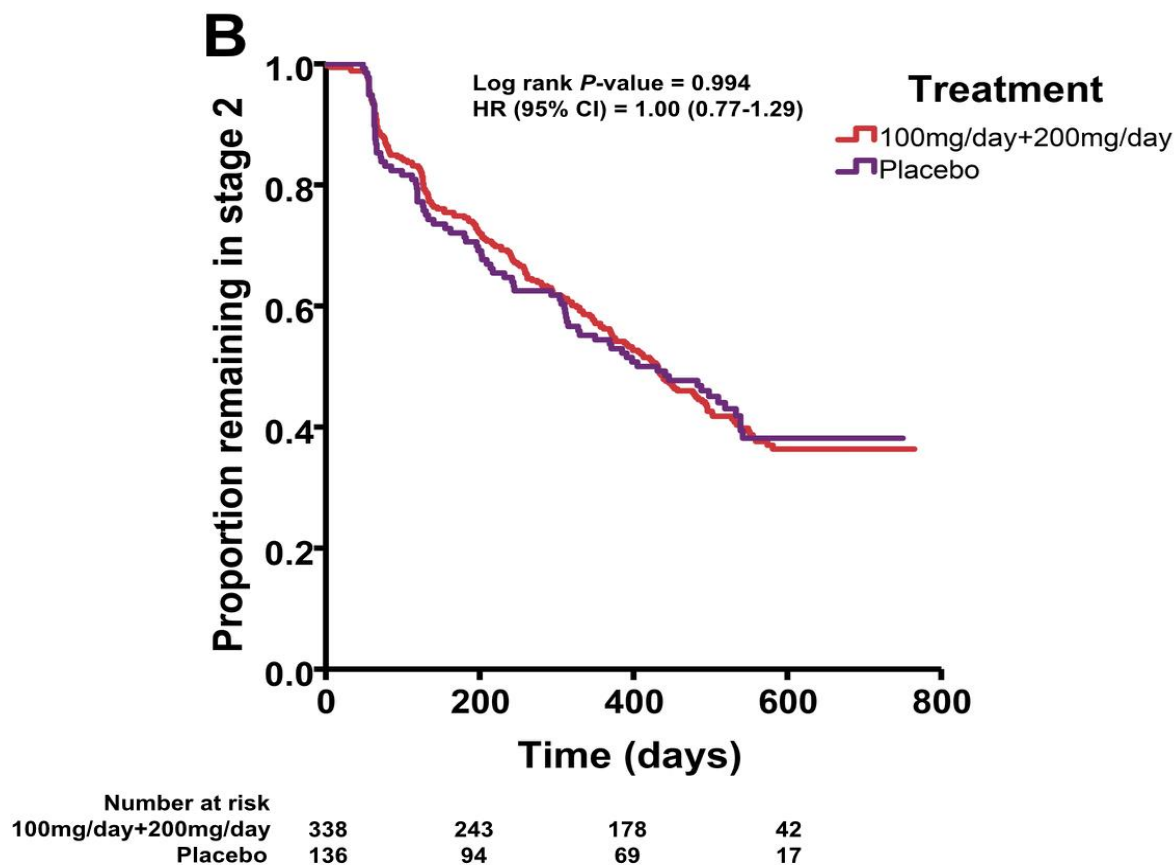 B
Log rank P-value = 0.994
HR (95% CI) = 1.00 (0.77-1.29)
Treatment
100mg/day+200mg/day
Placebo
Proportion remaining in stage 2
1.0
0.8
0.6
0.4
0.2
0.0
0 200 400 600 800
Time (days)
Number at risk
100mg/day+200mg/day 338 243 178 42
Placebo 136 94 69 17